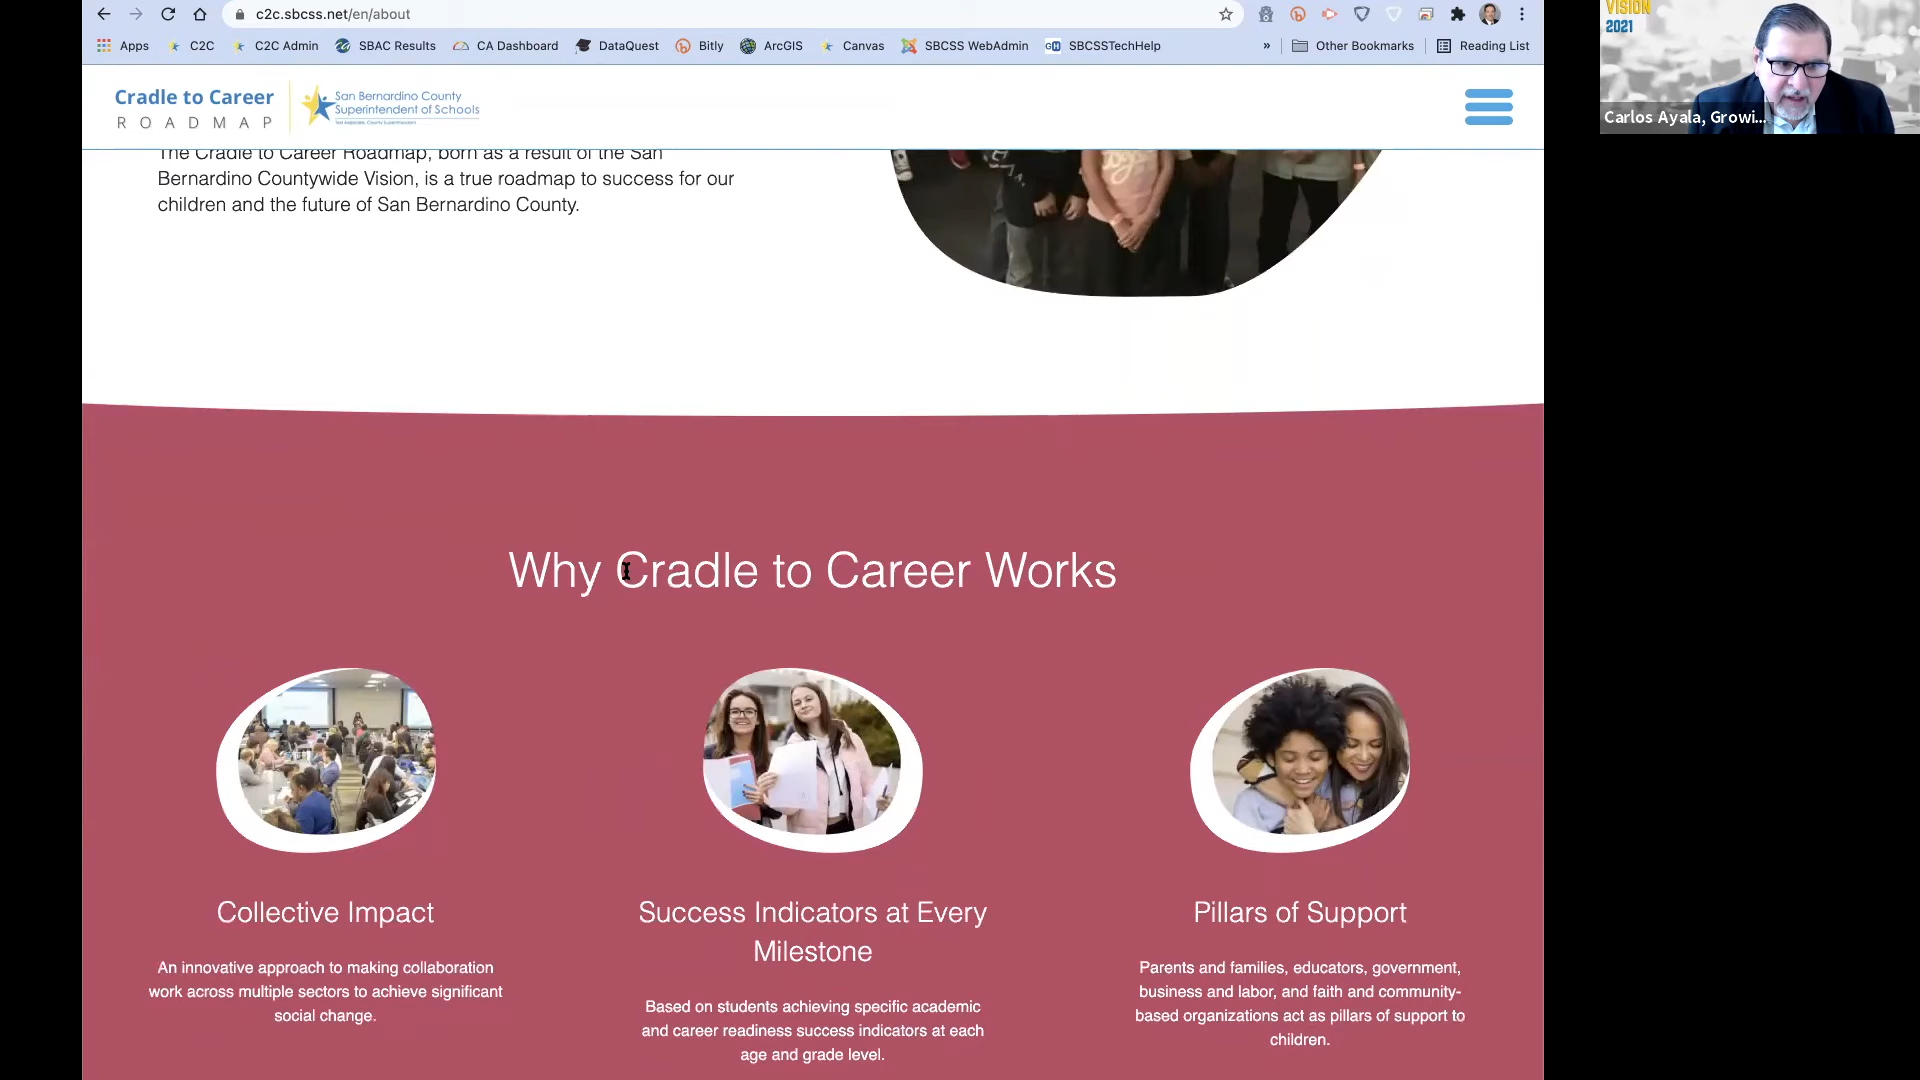 c2c.sbcss.net/en/about
Apps C2C C2C Admin SBAC Results CA Dashboard DataQuest Bitly ArcGIS Canvas SBCSS WebAdmin SBCSSTechHelp » Other Bookmarks Reading List
Cradle to Career
ROADMAP
San Bernardino County
Superintendent of Schools
The Cradle to Career Roadmap, born as a result of the San
Bernardino Countywide Vision, is a true roadmap to success for our
children and the future of San Bernardino County.
Why Cradle to Career Works
Collective Impact
An innovative approach to making collaboration
work across multiple sectors to achieve significant
social change.
Success Indicators at Every
Milestone
Based on students achieving specific academic
and career readiness success indicators at each
age and grade level.
Pillars of Support
Parents and families, educators, government,
business and labor, and faith and community-
based organizations act as pillars of support to
children.
VISION
2021
Carlos Ayala, Growi...